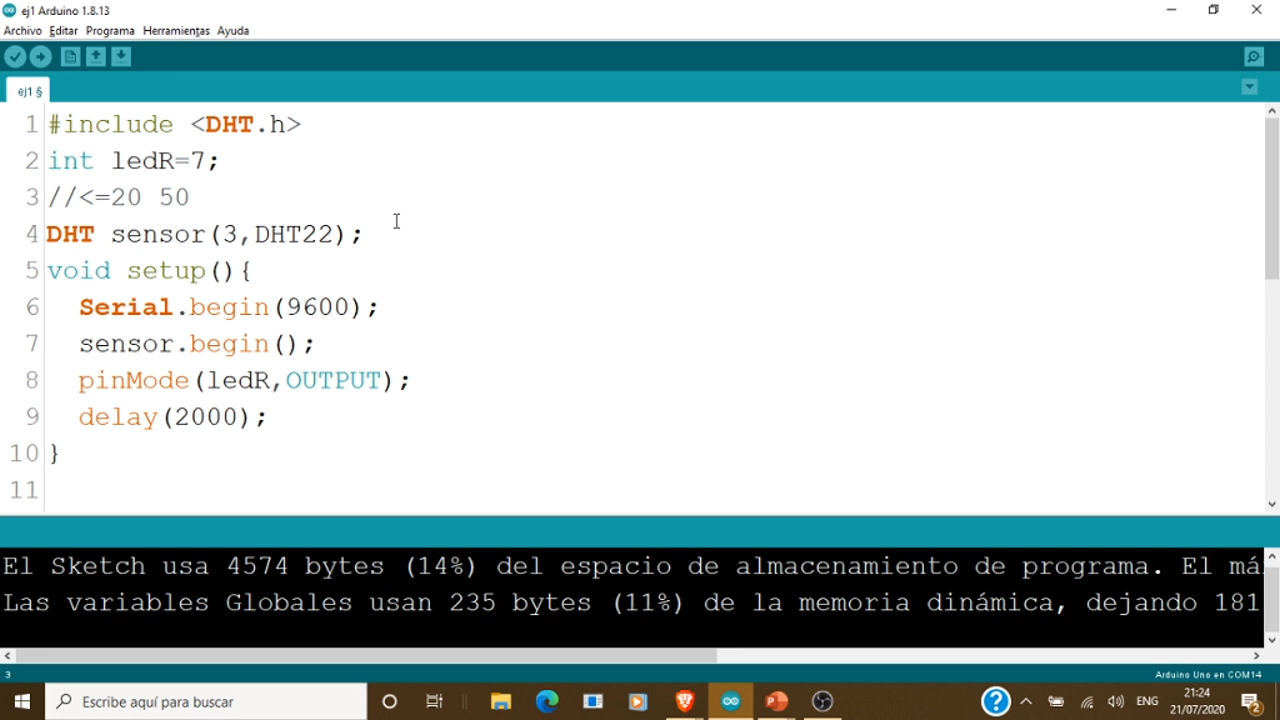 ej1 Arduino 1.8.13
Archivo Editar Programa Herramientas Ayuda
ej1 §
1 #include <DHT.h>
2 int ledR=7;
3 //<=20 50
4 DHT sensor(3,DHT22);
5 void setup(){
6 Serial.begin(9600);
7 sensor.begin();
8 pinMode(ledR,OUTPUT);
9 delay(2000);
10 }
11
El Sketch usa 4574 bytes (14%) del espacio de almacenamiento de programa. El má
Las variables Globales usan 235 bytes (11%) de la memoria dinámica, dejando 181
3
Arduino Uno en COM14
Escribe aquí para buscar
ENG
21:24
21/07/2020
2